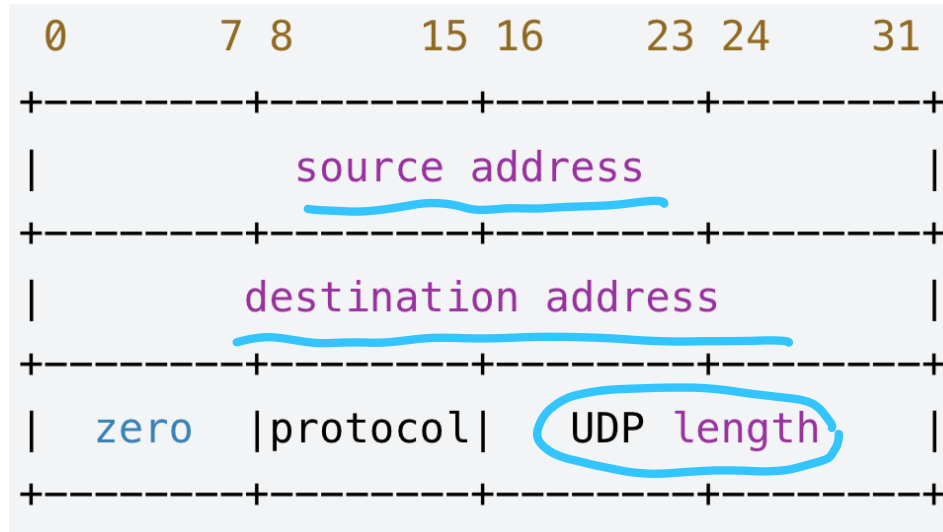 0 7 8 15 16 23 24 31
+--------+--------+--------+--------+
| source address |
+--------+--------+--------+--------+
| destination address |
+--------+--------+--------+--------+
| zero |protocol| UDP length |
+--------+--------+--------+--------+